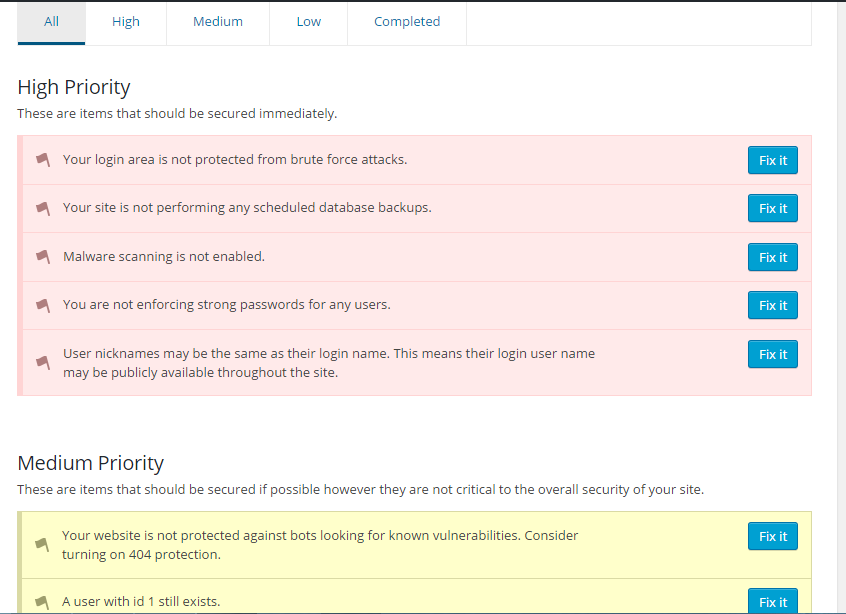 All High Medium Low Completed
High Priority
These are items that should be secured immediately.
Your login area is not protected from brute force attacks. Fix it
Your site is not performing any scheduled database backups. Fix it
Malware scanning is not enabled. Fix it
You are not enforcing strong passwords for any users. Fix it
User nicknames may be the same as their login name. This means their login user name Fix it
may be publicly available throughout the site.
Medium Priority
These are items that should be secured if possible however they are not critical to the overall security of your site.
Your website is not protected against bots looking for known vulnerabilities. Consider Fix it
turning on 404 protection.
A user with id 1 still exists. Fix it